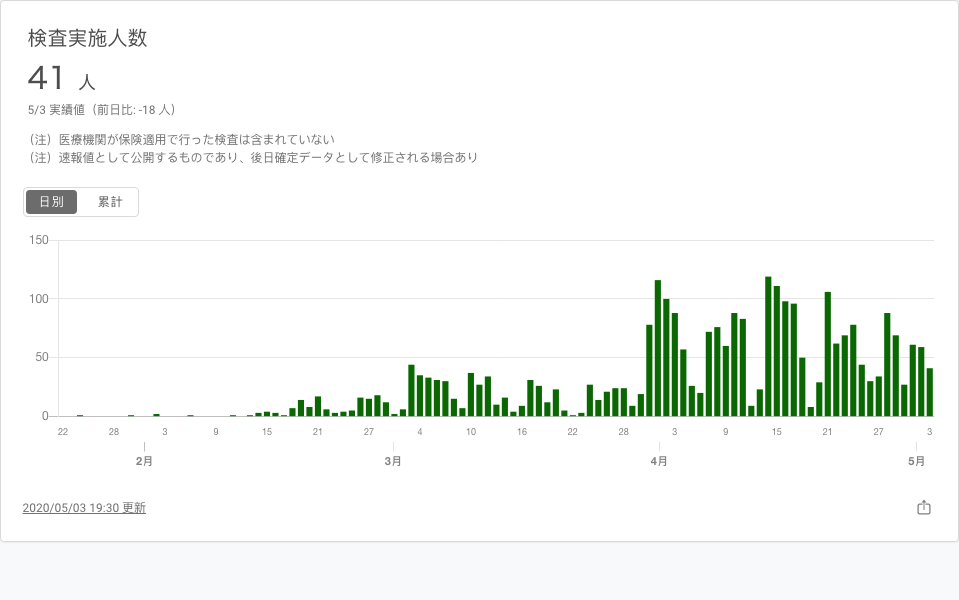 検査実施人数
41 人
5/3 実績値（前日比: -18 人）
（注）医療機関が保険適用で行った検査は含まれていない
（注）速報値として公開するものであり、後日確定データとして修正される場合あり
日別 累計
150
100
50
0
22 28 3 9 15 21 27 4 10 16 22 28 3 9 15 21 27 3
2月 3月 4月 5月
2020/05/03 19:30 更新